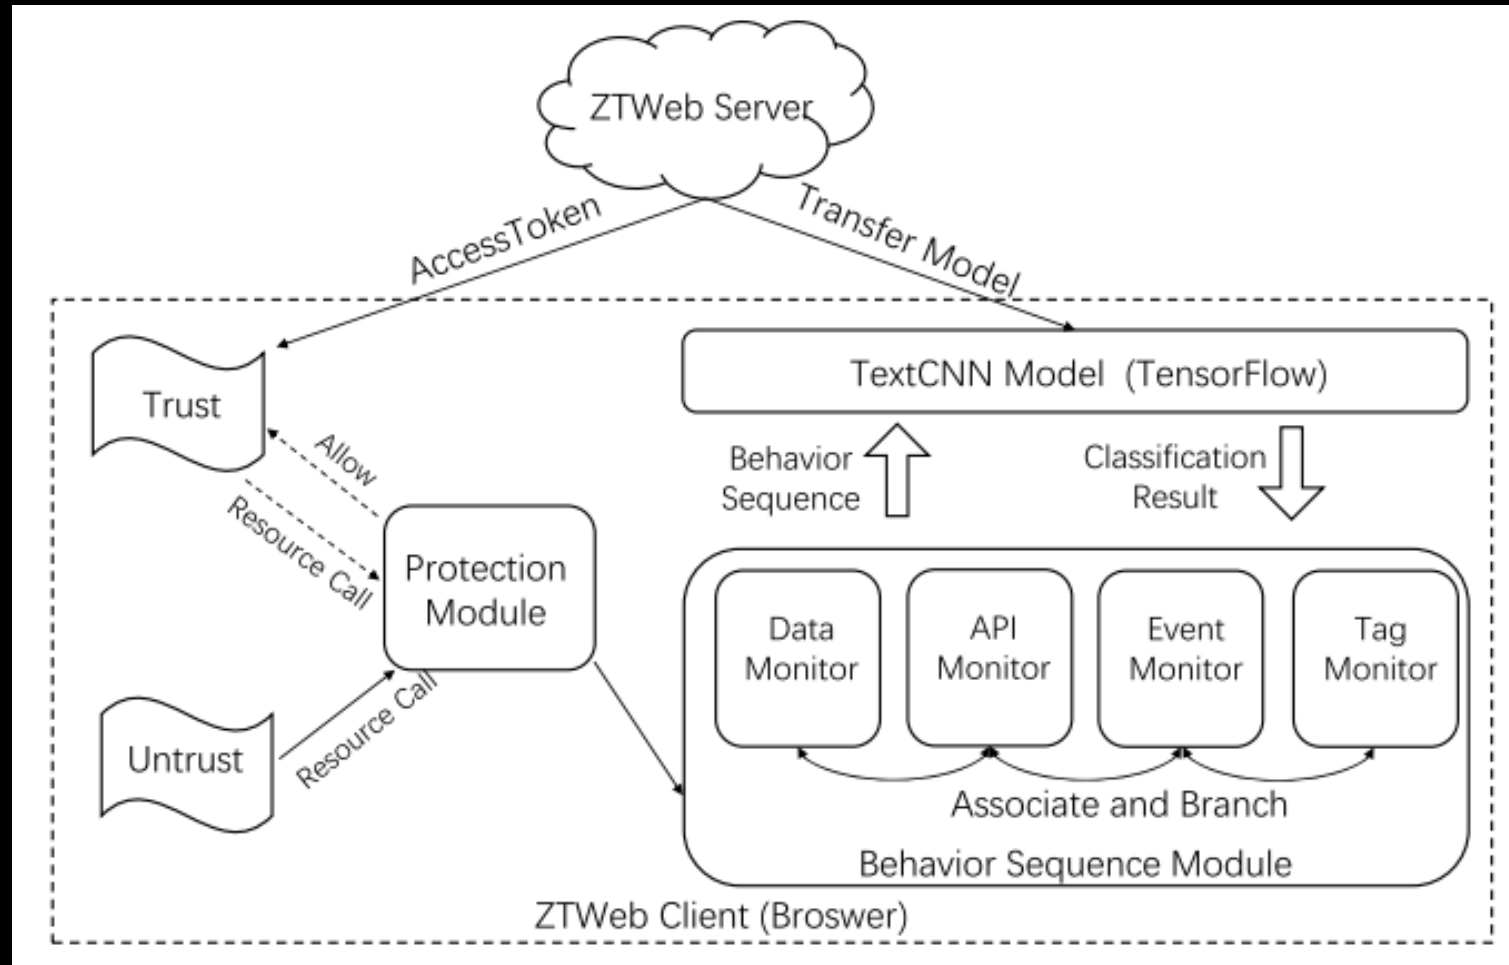 ZTWeb Server
AccessToken
Transfer Model
Trust
TextCNN Model (TensorFlow)
Allow
Resource Call
Behavior
Sequence
Classification
Result
Protection
Module
Data
Monitor
API
Monitor
Event
Monitor
Tag
Monitor
Untrust
Resource Call
Associate and Branch
Behavior Sequence Module
ZTWeb Client (Broswer)